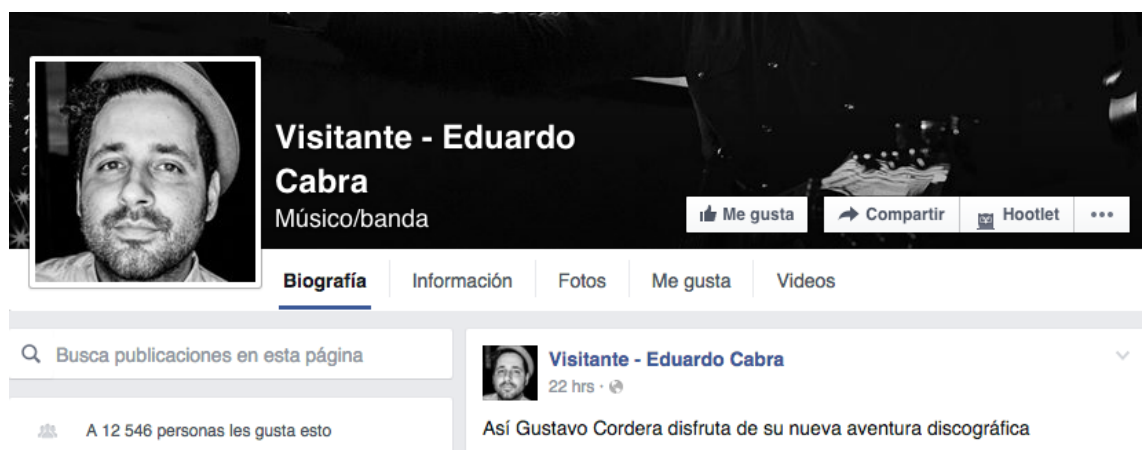 Visitante - Eduardo
Cabra
Músico/banda
Me gusta
Compartir
Hootlet
Biografía
Información
Fotos
Me gusta
Videos
Busca publicaciones en esta página
A 12 546 personas les gusta esto
Visitante - Eduardo Cabra
22 hrs ·
Así Gustavo Cordera disfruta de su nueva aventura discográfica